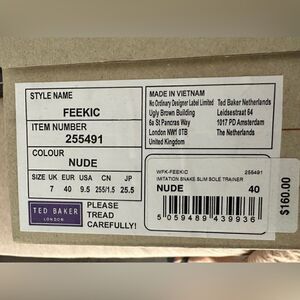 STYLE NAME
FEEKIC
ITEM NUMBER
255491
COLOUR
NUDE
SIZE UK EUR USA CN JP
7 40 9.5 255/1.5 25.5
TED BAKER
LONDON
PLEASE
TREAD
CAREFULLY!
MADE IN VIETNAM
No Ordinary Designer Label Limited
Ugly Brown Building
6a St Pancras Way
London NW1 0TB
United Kingdom
Ted Baker Netherlands
Leidsestraat 64
1017 PD Amsterdam
The Netherlands
WFK-FEEKIC 255491
IMITATION SNAKE SLIM SOLE TRAINER
NUDE 40
5059489439936
$160.00